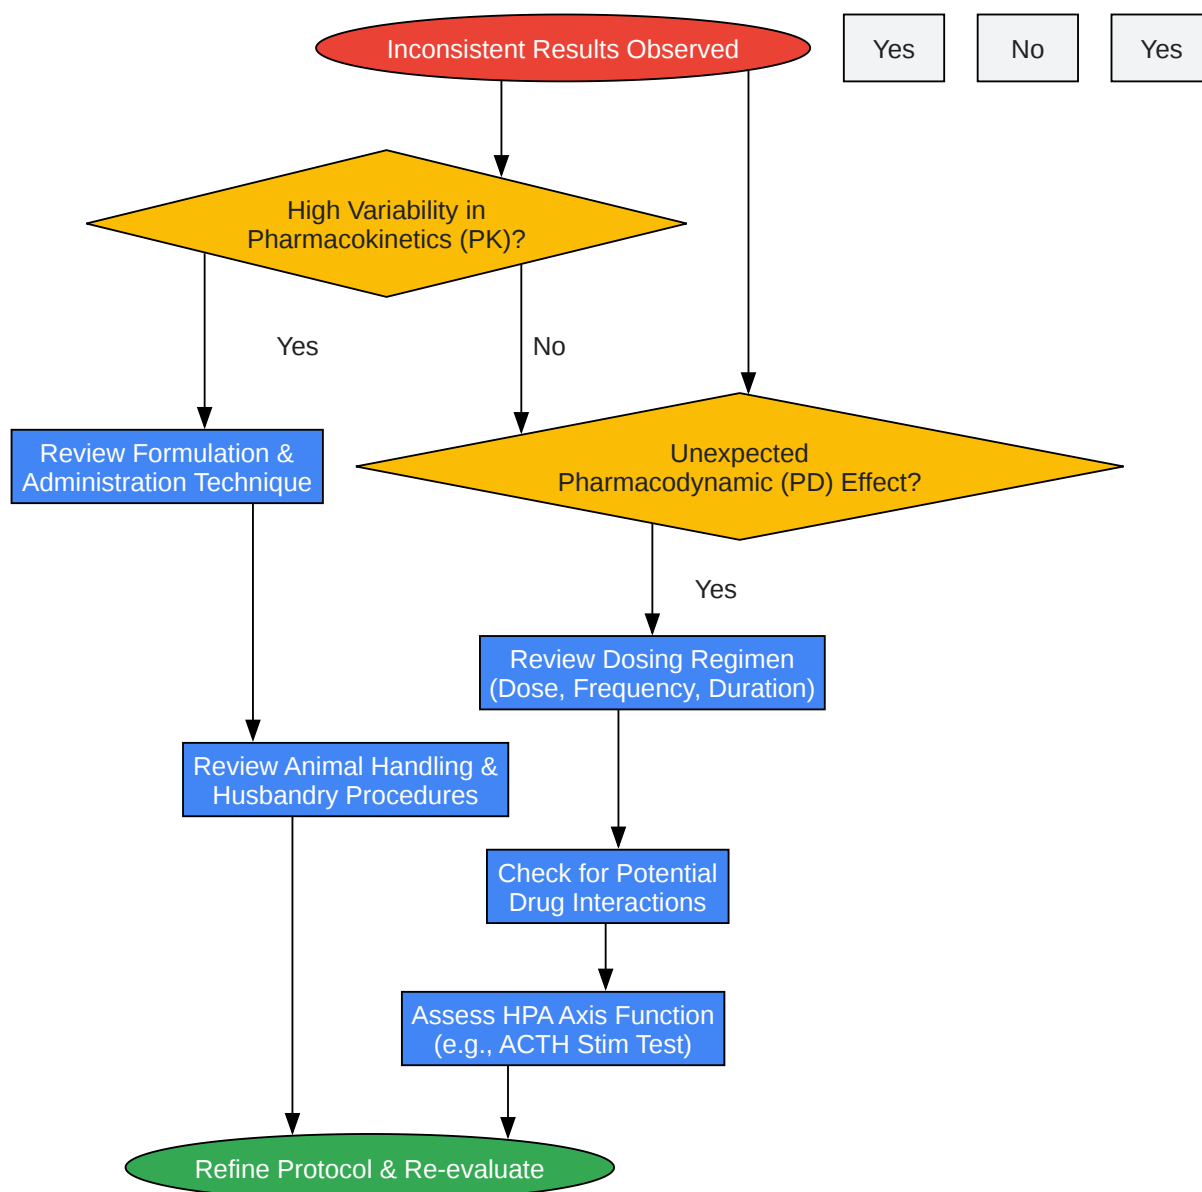 Inconsistent Results Observed
Yes
No
Yes
High Variability in
Pharmacokinetics (PK)?
Yes
No
Review Formulation &
Administration Technique
Unexpected
Pharmacodynamic (PD) Effect?
Yes
Review Dosing Regimen
(Dose, Frequency, Duration)
Review Animal Handling &
Husbandry Procedures
Check for Potential
Drug Interactions
Assess HPA Axis Function
(e.g., ACTH Stim Test)
Refine Protocol & Re-evaluate